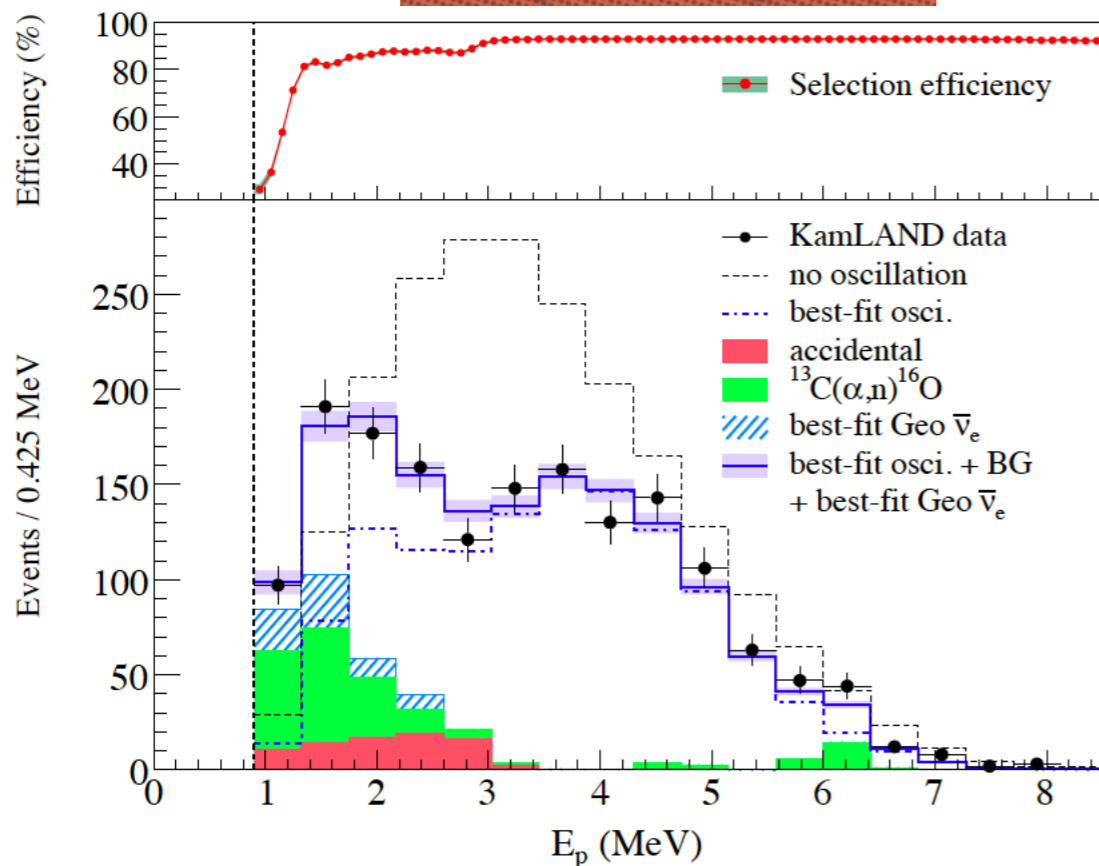 Efficiency (%)
100
80
60
40
Selection efficiency
Events / 0.425 MeV
250
200
150
100
50
0
KamLAND data
no oscillation
best-fit osci.
accidental
¹³C(α,n)¹⁶O
best-fit Geo ν̅ₑ
best-fit osci. + BG
+ best-fit Geo ν̅ₑ
0 1 2 3 4 5 6 7 8
Eₚ (MeV)